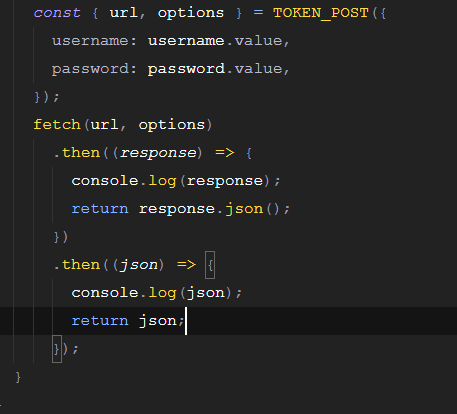 const { url, options } = TOKEN_POST({
username: username.value,
password: password.value,
});
fetch(url, options)
.then((response) => {
console.log(response);
return response.json();
})
.then((json) => {
console.log(json);
return json;
});
}